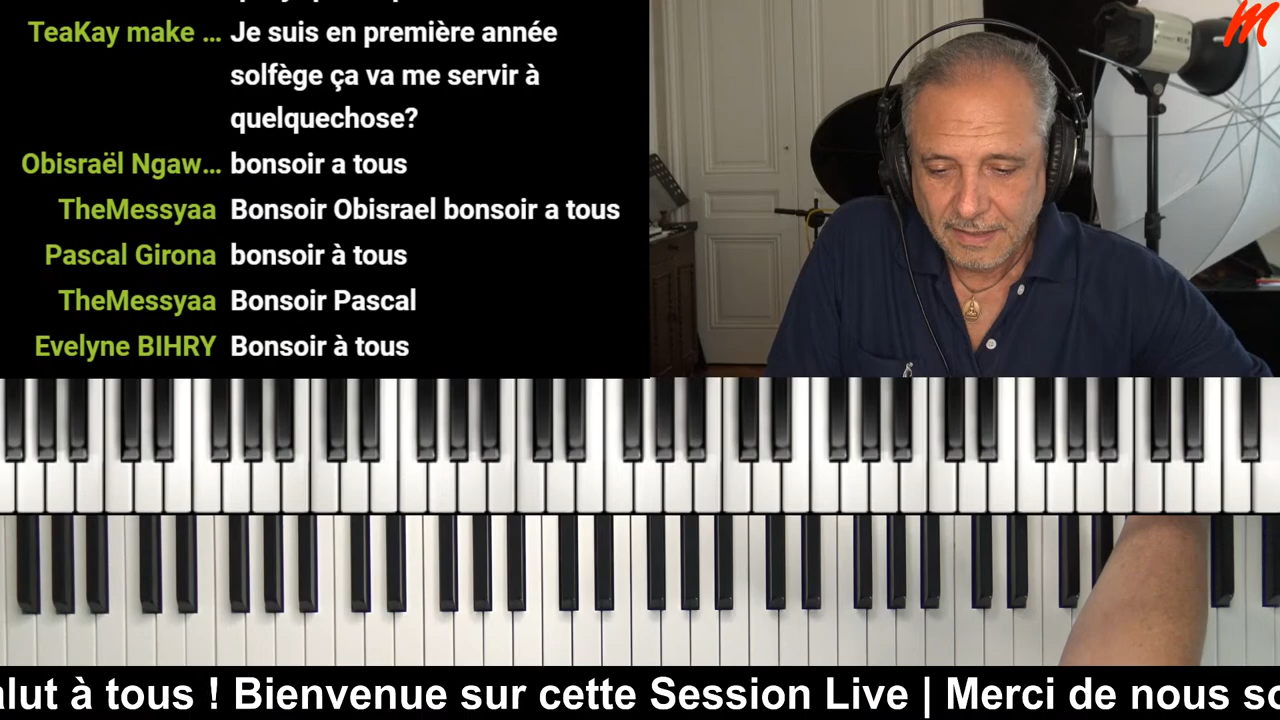 TeaKay make ... Je suis en première année
solfège ça va me servir à
quelquechose?
Obisraël Ngaw... bonsoir a tous
TheMessyaa Bonsoir Obisrael bonsoir a tous
Pascal Girona bonsoir à tous
TheMessyaa Bonsoir Pascal
Evelyne BIHRY Bonsoir à tous
alut à tous ! Bienvenue sur cette Session Live | Merci de nous so